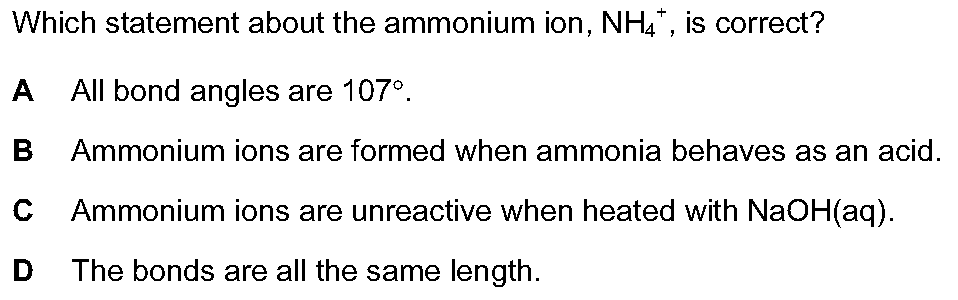 Which statement about the ammonium ion, NH₄⁺, is correct?
A All bond angles are 107°.
B Ammonium ions are formed when ammonia behaves as an acid.
C Ammonium ions are unreactive when heated with NaOH(aq).
D The bonds are all the same length.